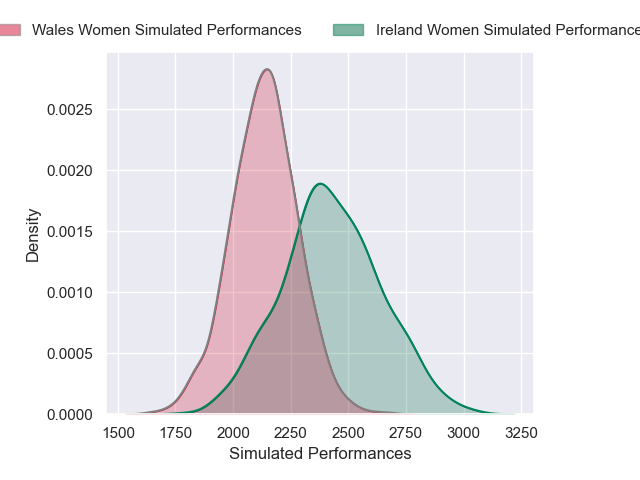 Wales Women Simulated Performances
Ireland Women Simulated Performance
0.0025
0.0020
0.0015
0.0010
0.0005
0.0000
Density
1500 1750 2000 2250 2500 2750 3000 3250
Simulated Performances